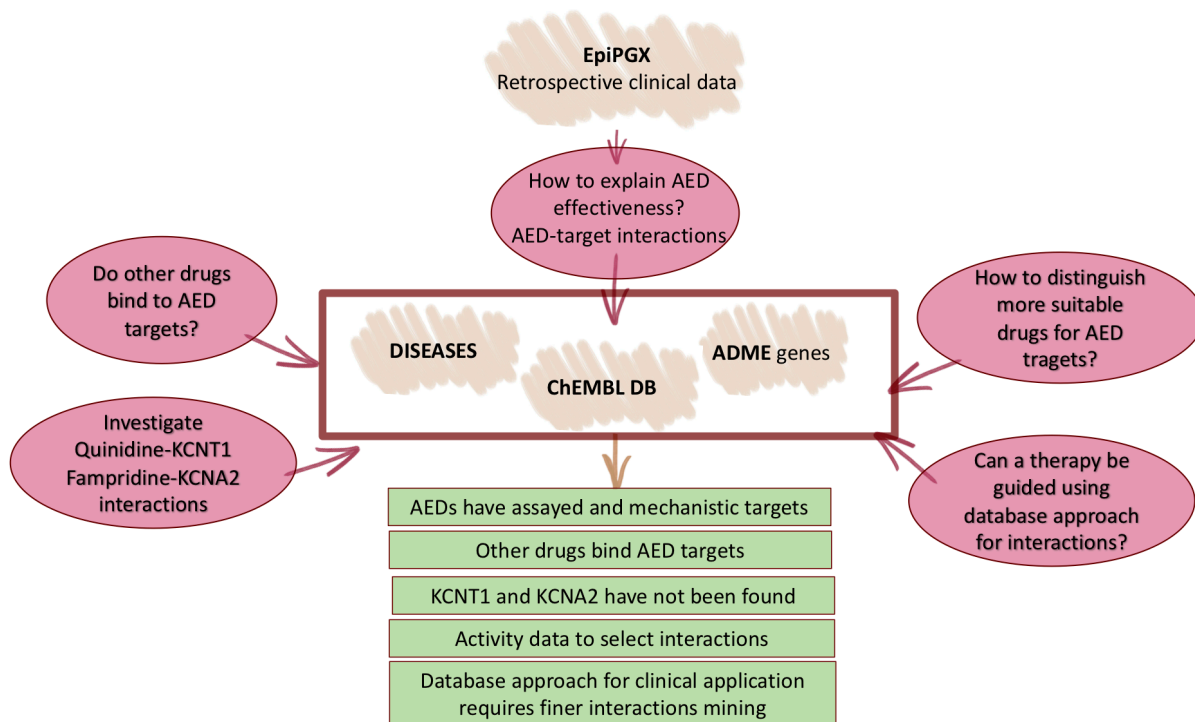 EpiPGX
Retrospective clinical data
How to explain AED
effectiveness?
AED-target interactions
Do other drugs
bind to AED
targets?
How to distinguish
more suitable
drugs for AED
tragets?
DISEASES
ADME genes
ChEMBL DB
Investigate
Quinidine-KCNT1
Fampridine-KCNA2
interactions
Can a therapy be
guided using
database approach
for interactions?
AEDs have assayed and mechanistic targets
Other drugs bind AED targets
KCNT1 and KCNA2 have not been found
Activity data to select interactions
Database approach for clinical application
requires finer interactions mining